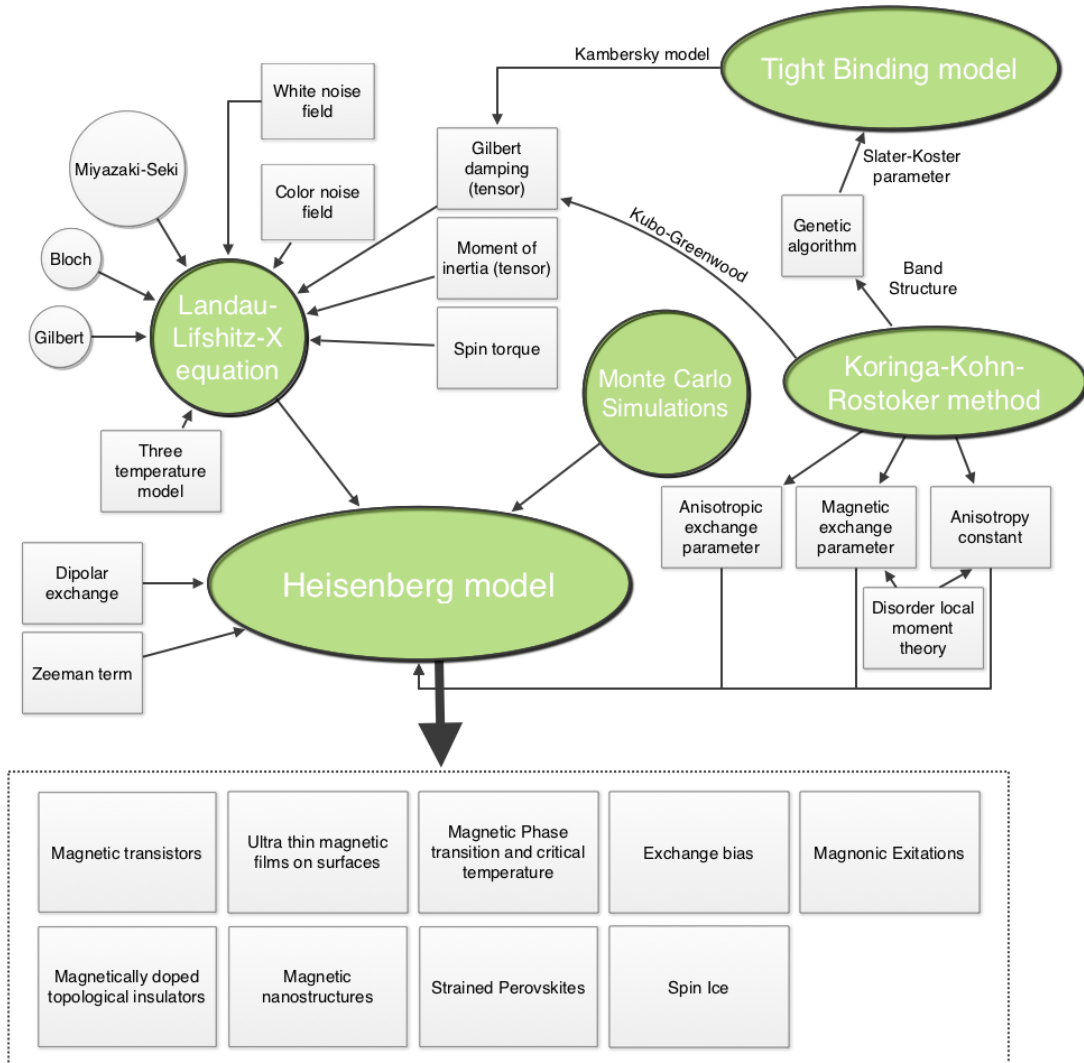 Kambersky model
Tight Binding model
White noise
field
Gilbert
damping
(tensor)
Slater-Koster
parameter
Miyazaki-Seki
Color noise
field
Kubo-Greenwood
Genetic
algorithm
Bloch
Moment of
inertia (tensor)
Band
Structure
Landau-
Lifshitz-X
equation
Gilbert
Spin torque
Monte Carlo
Simulations
Koringa-Kohn-
Rostoker method
Three
temperature
model
Anisotropic
exchange
parameter
Magnetic
exchange
parameter
Anisotropy
constant
Dipolar
exchange
Heisenberg model
Disorder local
moment
theory
Zeeman term
Magnetic transistors
Ultra thin magnetic
films on surfaces
Magnetic Phase
transition and critical
temperature
Exchange bias
Magnonic Exitations
Magnetically doped
topological insulators
Magnetic
nanostructures
Strained Perovskites
Spin Ice